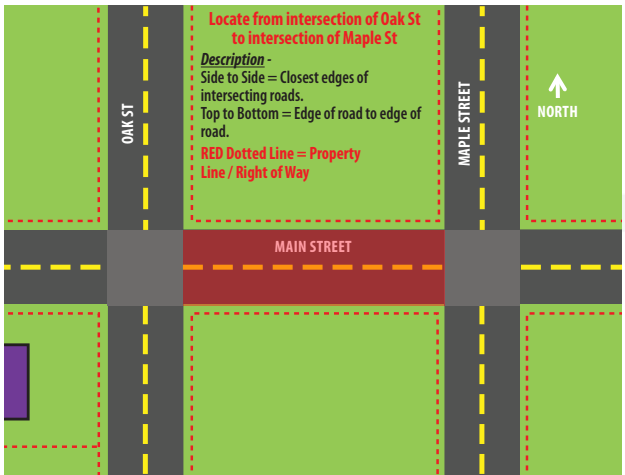 Locate from intersection of Oak St
to intersection of Maple St
Description -
Side to Side = Closest edges of
intersecting roads.
Top to Bottom = Edge of road to edge of
road.
RED Dotted Line = Property
Line / Right of Way
OAK ST
MAPLE STREET
NORTH
MAIN STREET